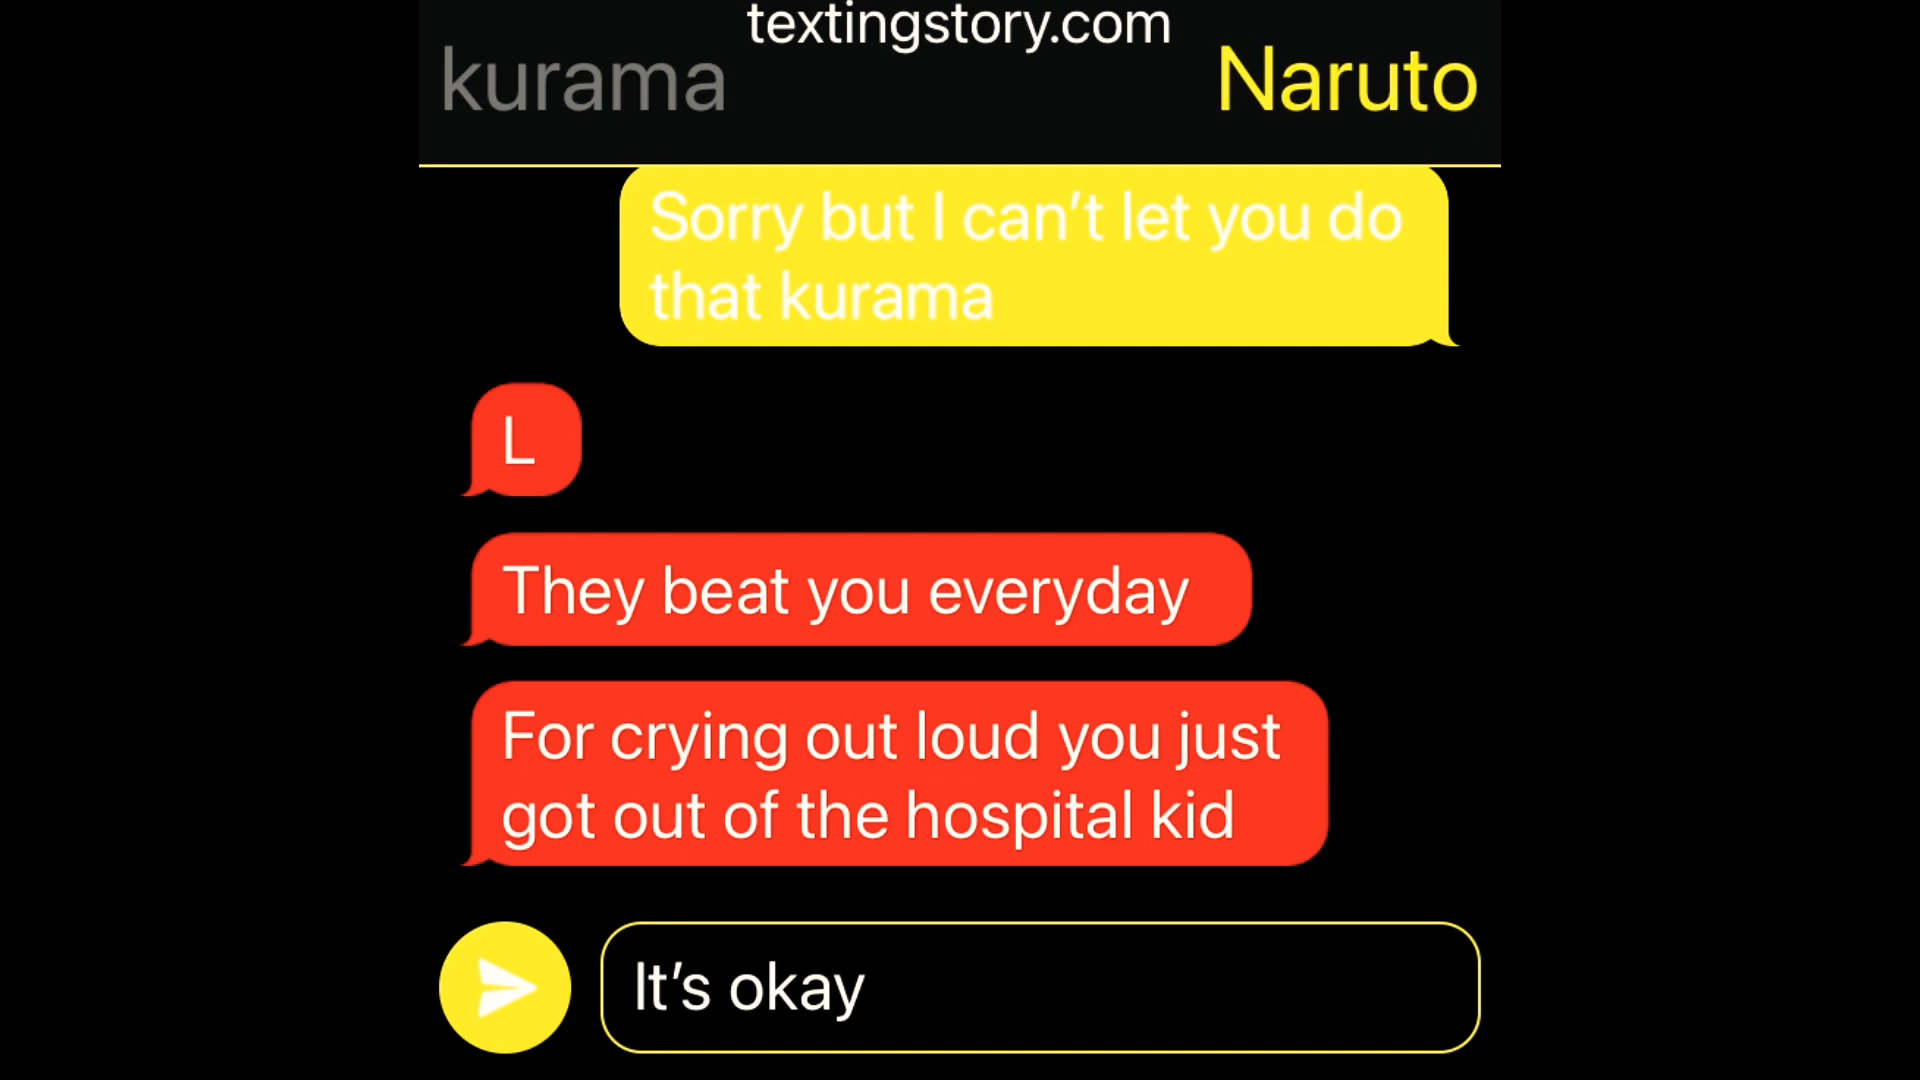 textingstory.com
kurama
Naruto
Sorry but I can’t let you do
that kurama
L
They beat you everyday
For crying out loud you just
got out of the hospital kid
It’s okay